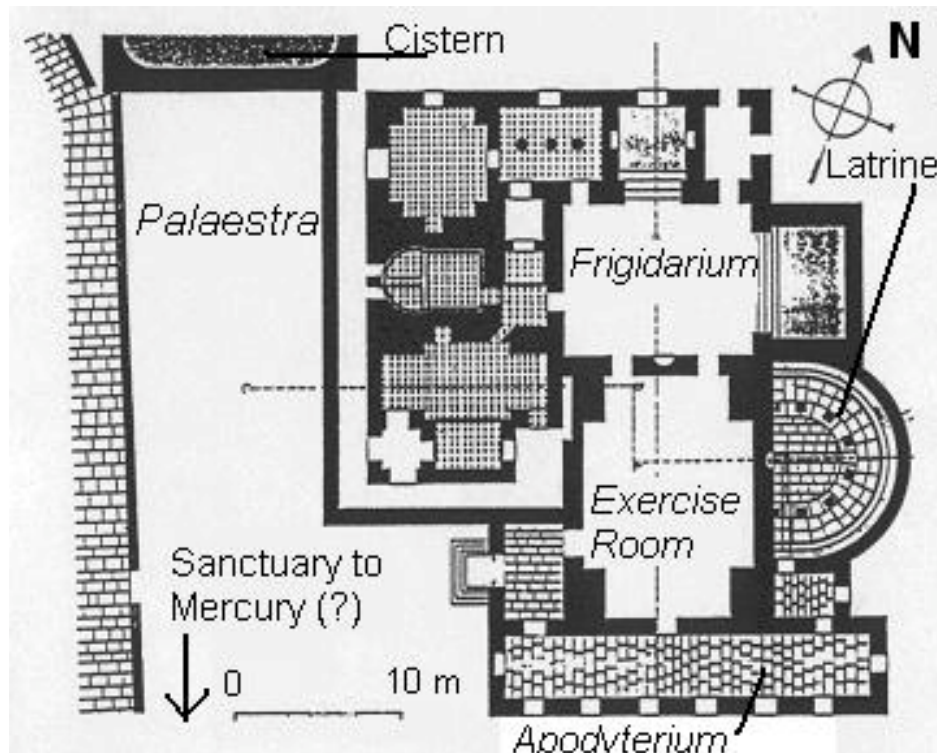 Cistern
N
Latrine
Palaestra
Frigidarium
Exercise
Room
Sanctuary to
Mercury (?)
0 10 m
Apodyterium